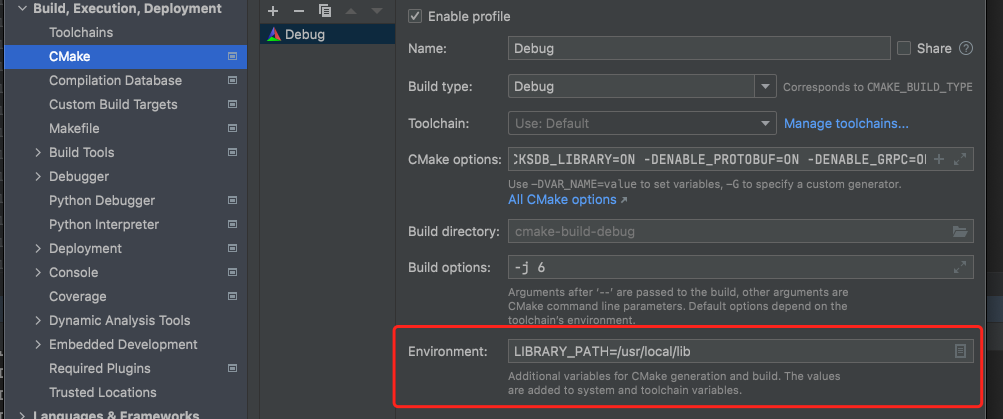 Build, Execution, Deployment
Toolchains
CMake
Compilation Database
Custom Build Targets
Makefile
Build Tools
Debugger
Python Debugger
Python Interpreter
Deployment
Console
Coverage
Dynamic Analysis Tools
Embedded Development
Required Plugins
Trusted Locations
Languages & Frameworks
Debug
Enable profile
Name: Debug Share ?
Build type: Debug Corresponds to CMAKE_BUILD_TYPE
Toolchain: Use: Default Manage toolchains...
CMake options: CKSDB_LIBRARY=ON -DENABLE_PROTOBUF=ON -DENABLE_GRPC=O
Use -DVAR_NAME=value to set variables, -G to specify a custom generator.
All CMake options ↗
Build directory: cmake-build-debug
Build options: -j 6
Arguments after '--' are passed to the build, other arguments are
CMake command line parameters. Default options depend on the
toolchain's environment.
Environment: LIBRARY_PATH=/usr/local/lib
Additional variables for CMake generation and build. The values
are added to system and toolchain variables.